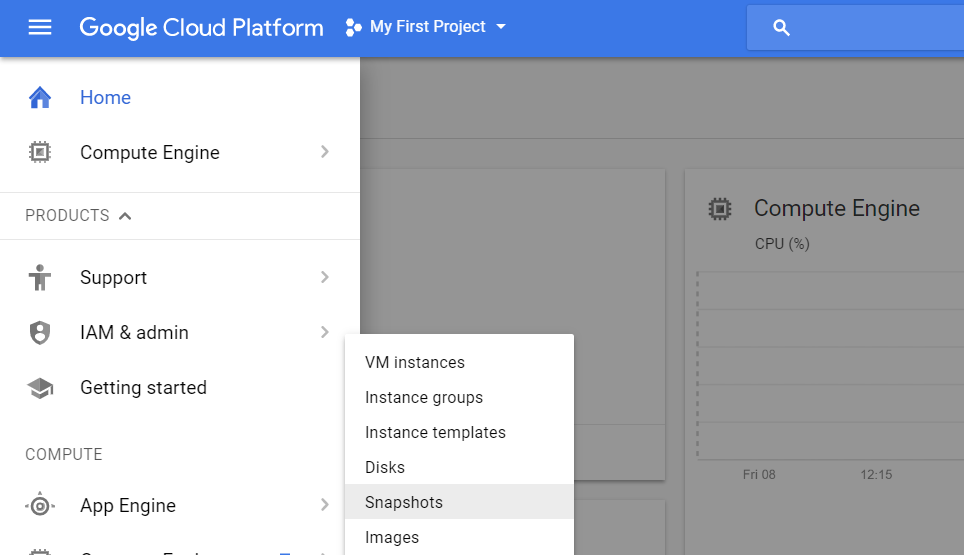 Google Cloud Platform
My First Project
Home
Compute Engine
PRODUCTS
Support
IAM & admin
Getting started
COMPUTE
App Engine
VM instances
Instance groups
Instance templates
Disks
Snapshots
Images
Compute Engine
CPU (%)
Fri 08
12:15